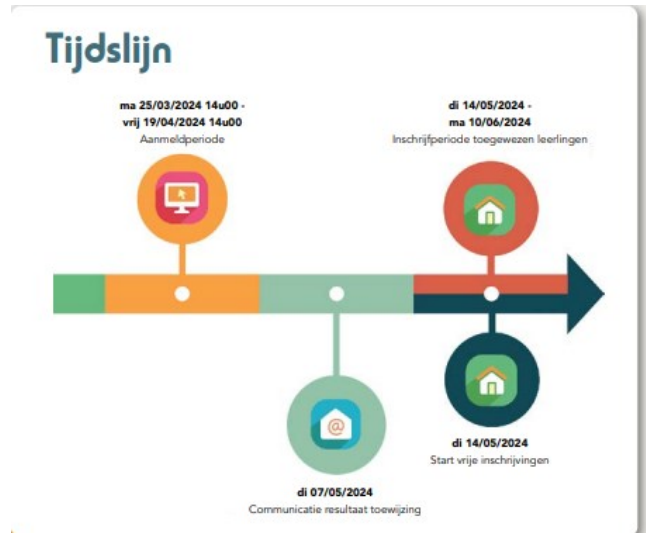 Tijdslijn
ma 25/03/2024 14u00 -
vrij 19/04/2024 14u00
Aanmeldperiode
di 14/05/2024 -
ma 10/06/2024
Inschrijfperiode toegewezen leerlingen
@
di 14/05/2024
Start vrije inschrijvingen
di 07/05/2024
Communicatie resultaat toewijzing